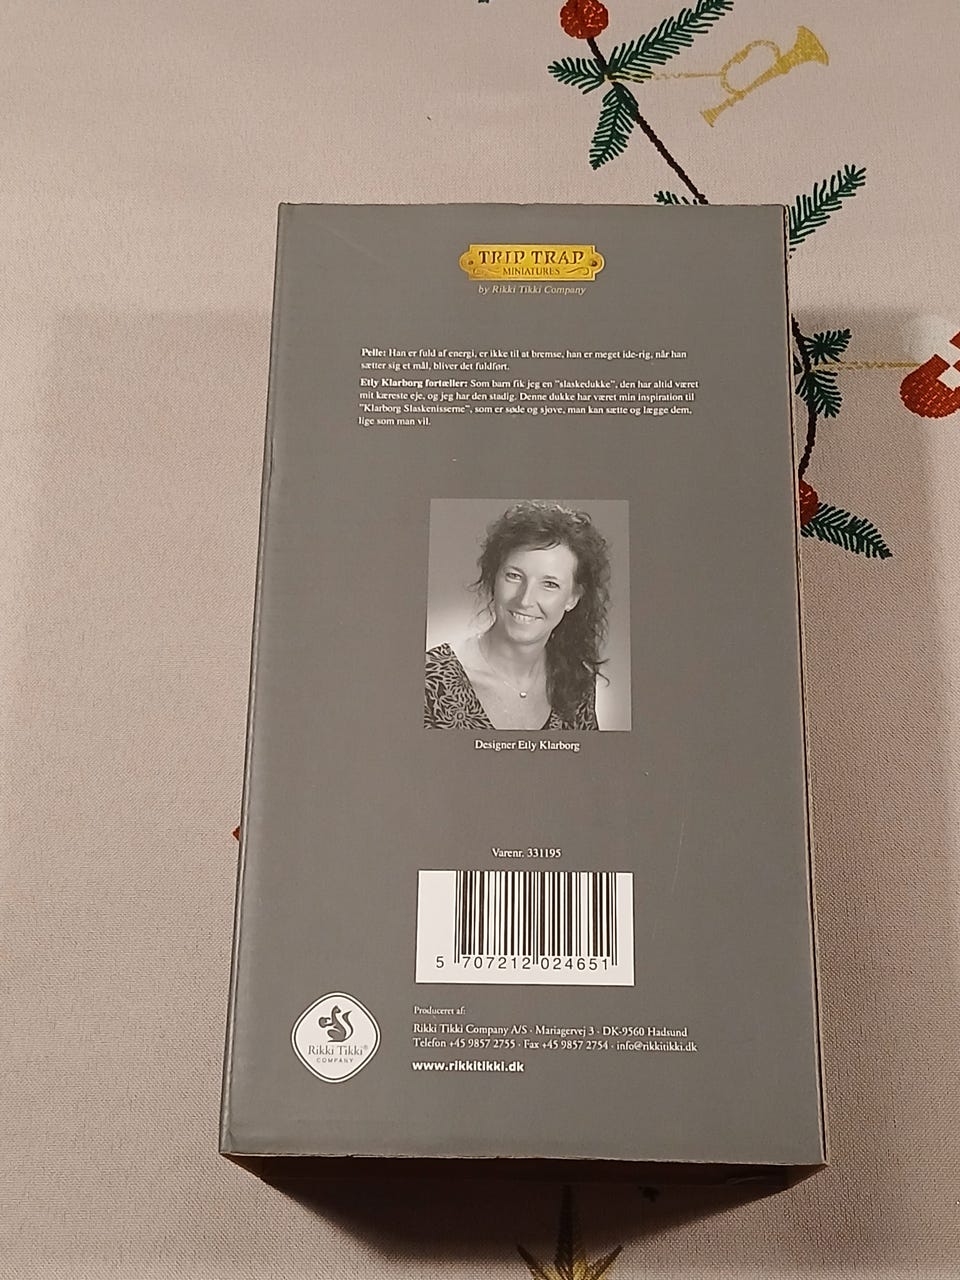 TRIP TRAP
MINIATURES
by Rikki Tikki Company
Pelle: Han er fuld af energi, er ikke til at bremse, han er meget ide-rig, når han
sætter sig et mål, bliver det fuldført.
Etly Klarborg fortæller: Som barn fik jeg en "slaskedukke", den har altid været
mit kæreste eje, og jeg har den stadig. Denne dukke har været min inspiration til
"Klarborg Slaskenisserne", som er søde og sjove, man kan sætte og lægge dem,
lige som man vil.
Designer Etly Klarborg
Varenr. 331195
5 707212 024651
Produceret af:
Rikki Tikki Company A/S · Mariagervej 3 · DK-9560 Hadsund
Telefon +45 9857 2755 · Fax +45 9857 2754 · info@rikkitikki.dk
www.rikkitikki.dk
Rikki Tikki®
COMPANY